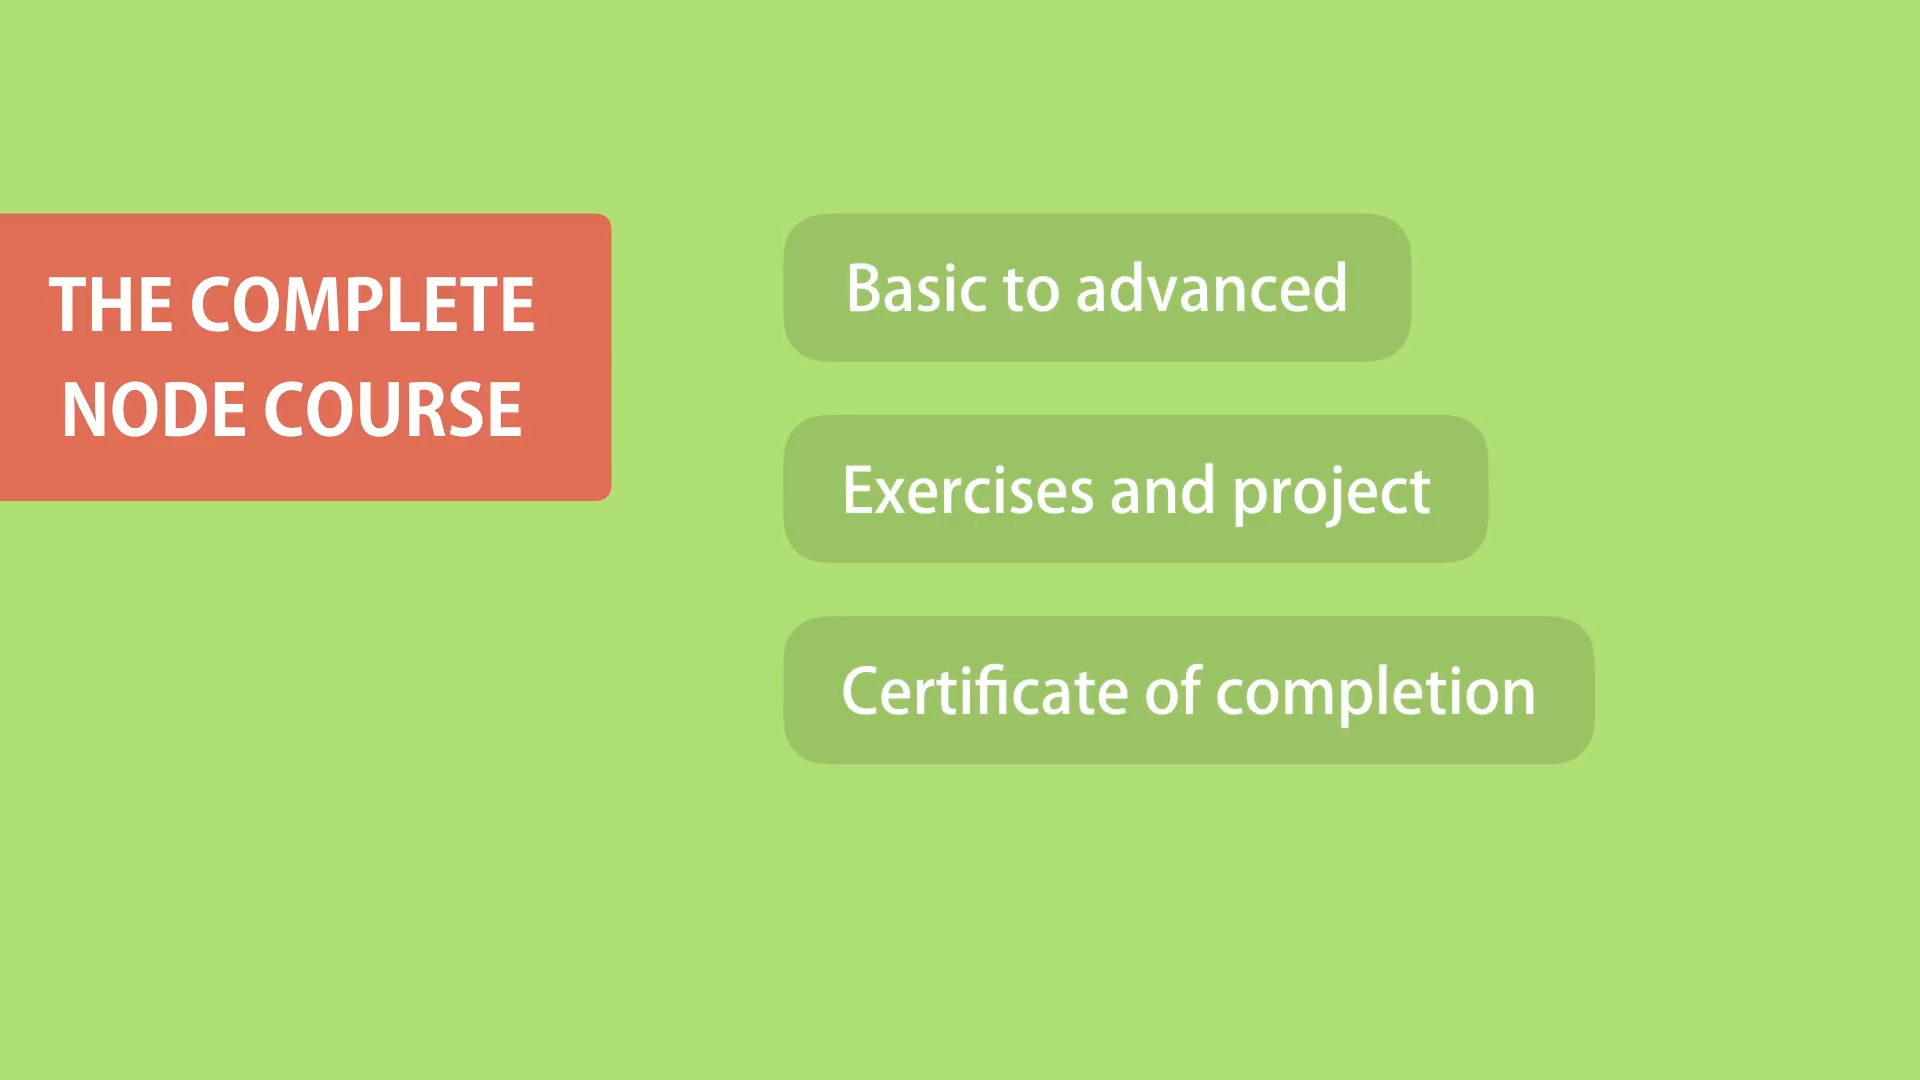 THE COMPLETE
NODE COURSE
Basic to advanced
Exercises and project
Certificate of completion